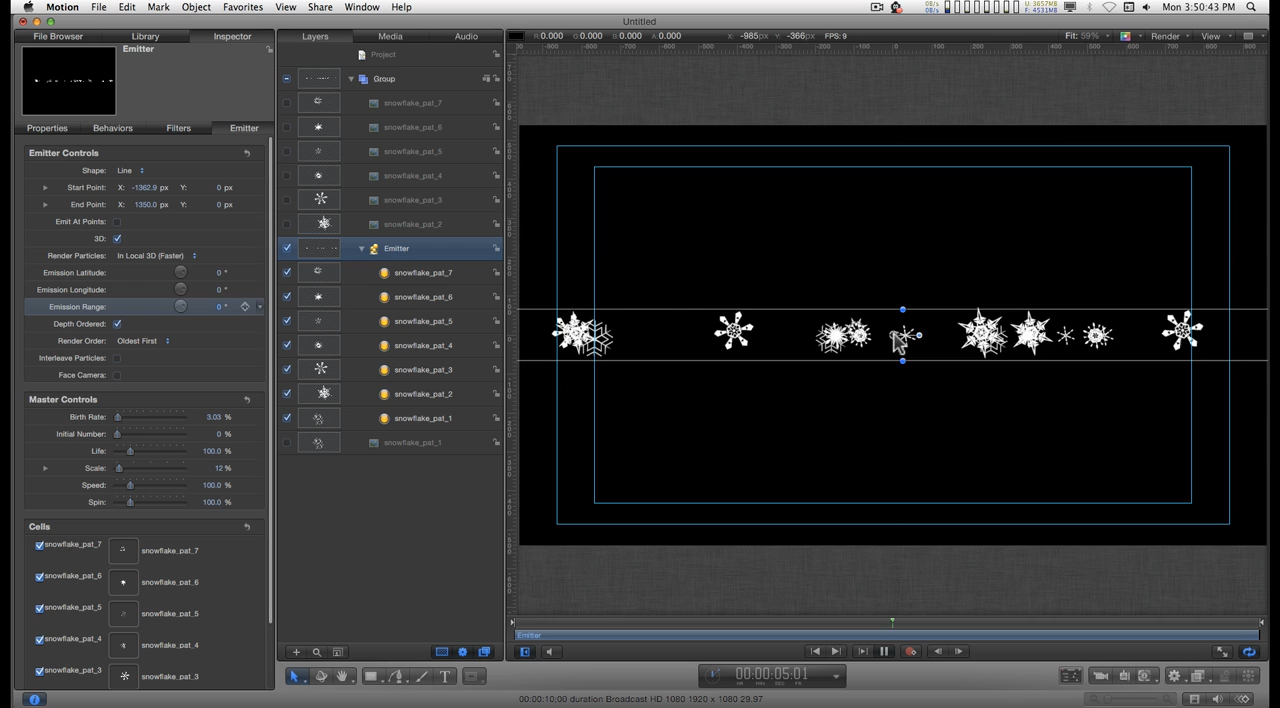 Motion File Edit Mark Object Favorites View Share Window Help Mon 3:50:43 PM
Untitled
File Browser Library Inspector Layers Media Audio R:0.000 G:0.000 B:0.000 A:0.000 X: -985px Y: -366px FPS:9 Fit: 59% Render View
Emitter
Project
Group
snowflake_pat_7
snowflake_pat_6
snowflake_pat_5
snowflake_pat_4
snowflake_pat_3
snowflake_pat_2
Emitter
snowflake_pat_7
snowflake_pat_6
snowflake_pat_5
snowflake_pat_4
snowflake_pat_3
snowflake_pat_2
snowflake_pat_1
snowflake_pat_1
Properties Behaviors Filters Emitter
Emitter Controls
Shape: Line
Start Point: X: -1362.9 px Y: 0 px
End Point: X: 1350.0 px Y: 0 px
Emit At Points:
3D:
Render Particles: In Local 3D (Faster)
Emission Latitude: 0 °
Emission Longitude: 0 °
Emission Range: 0 °
Depth Ordered:
Render Order: Oldest First
Interleave Particles:
Face Camera:
Master Controls
Birth Rate: 3.03 %
Initial Number: 0 %
Life: 100.0 %
Scale: 12 %
Speed: 100.0 %
Spin: 100.0 %
Cells
snowflake_pat_7 snowflake_pat_7
snowflake_pat_6 snowflake_pat_6
snowflake_pat_5 snowflake_pat_5
snowflake_pat_4 snowflake_pat_4
snowflake_pat_3 snowflake_pat_3
Emitter
00:00:05:01
00:00:10;00 duration Broadcast HD 1080 1920 x 1080 29.97